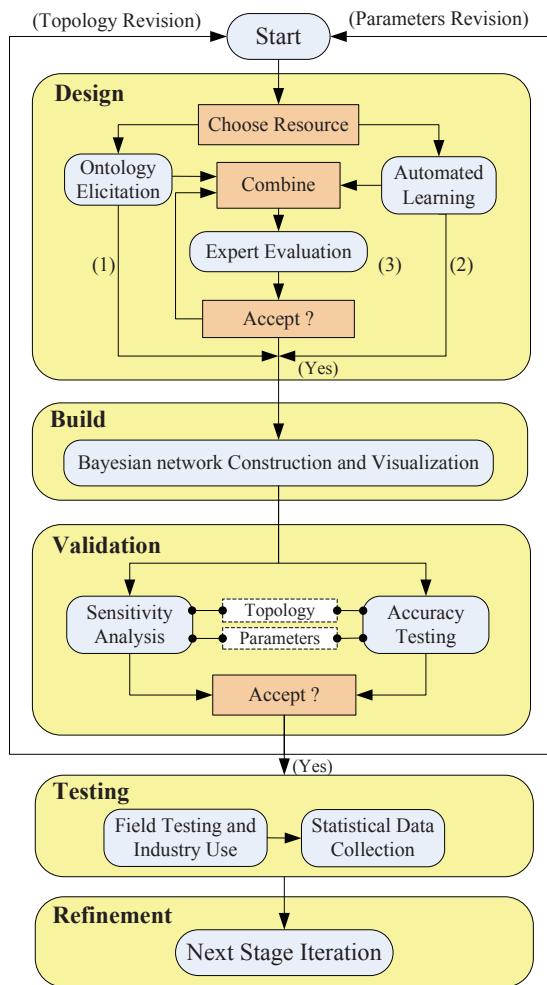 (Topology Revision)
(Parameters Revision)
Start
Design
Choose Resource
Ontology
Elicitation
Combine
Automated
Learning
Expert Evaluation
(1)
(3)
(2)
Accept ?
(Yes)
Build
Bayesian network Construction and Visualization
Validation
Sensitivity
Analysis
Topology
Parameters
Accuracy
Testing
Accept ?
(Yes)
Testing
Field Testing and
Industry Use
Statistical Data
Collection
Refinement
Next Stage Iteration